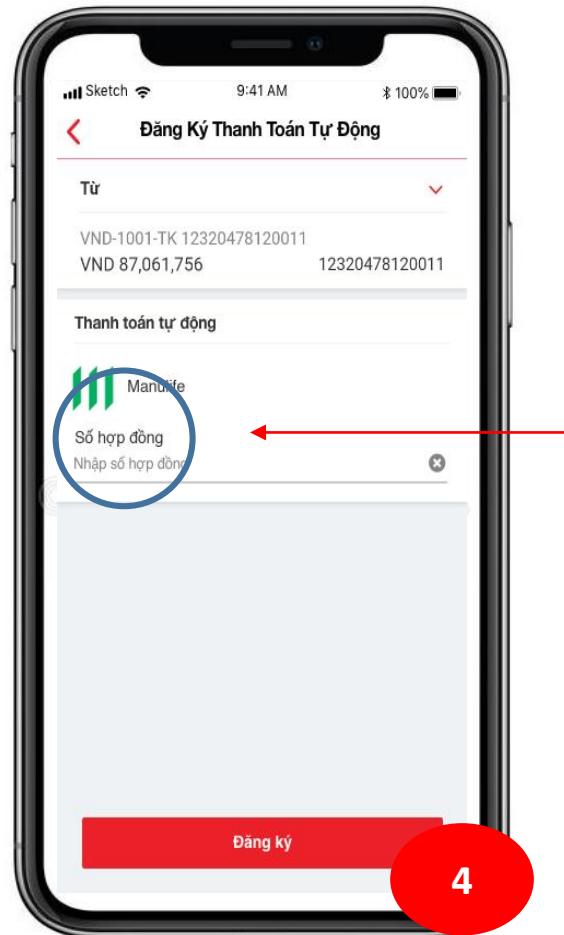 Sketch 9:41 AM 100%
Đăng Ký Thanh Toán Tự Động
Từ
VND-1001-TK 12320478120011
VND 87,061,756 12320478120011
Thanh toán tự động
Manulife
Số hợp đồng
Nhập số hợp đồng
Đăng ký
4